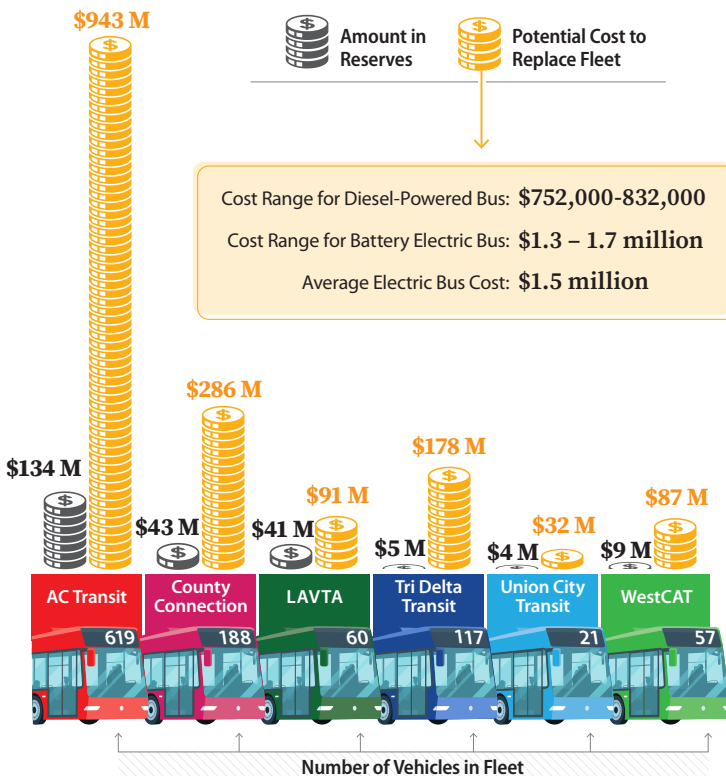 $943 M
Amount in
Reserves
Potential Cost to
Replace Fleet
Cost Range for Diesel-Powered Bus: $752,000-832,000
Cost Range for Battery Electric Bus: $1.3 – 1.7 million
Average Electric Bus Cost: $1.5 million
$134 M
$43 M
$286 M
$41 M
$91 M
$5 M
$178 M
$4 M
$32 M
$9 M
$87 M
AC Transit
County
Connection
LAVTA
Tri Delta
Transit
Union City
Transit
WestCAT
619
188
60
117
21
57
Number of Vehicles in Fleet